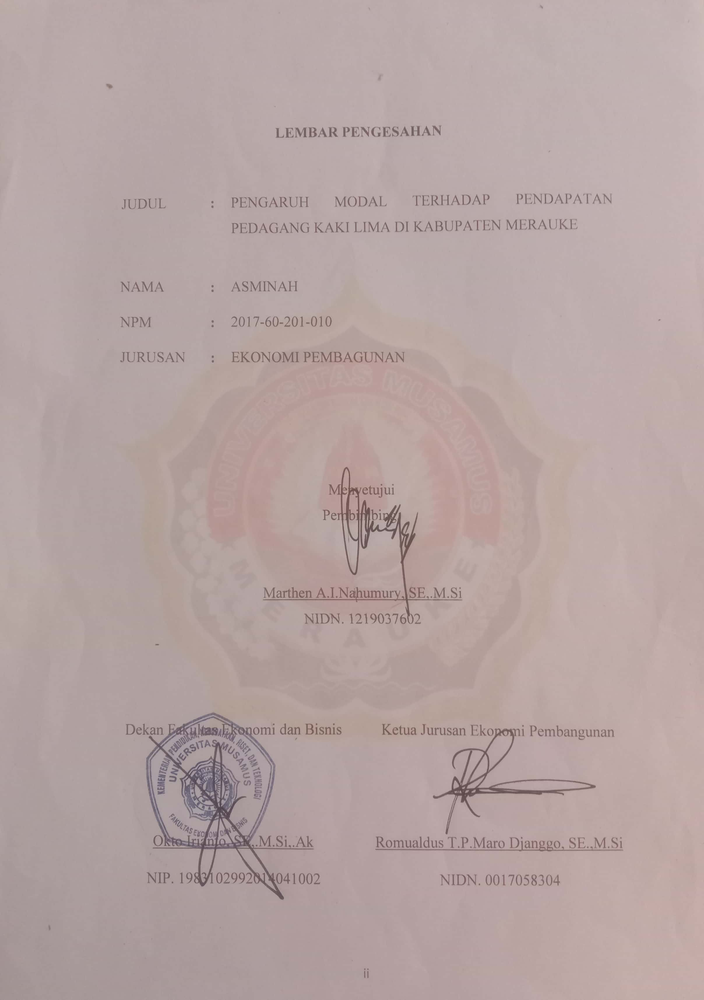 LEMBAR PENGESAHAN
JUDUL : PENGARUH MODAL TERHADAP PENDAPATAN
PEDAGANG KAKI LIMA DI KABUPATEN MERAUKE
NAMA : ASMINAH
NPM : 2017-60-201-010
JURUSAN : EKONOMI PEMBAGUNAN
UNIVERSITAS MUSAMUS
MERAUKE
Menyetujui
Pembimbing
Marthen A.I.Nahumury, SE,.M.Si
NIDN. 1219037602
Dekan Fakultas Ekonomi dan Bisnis
KEMENTERIAN PENDIDIKAN, KEBUDAYAAN, RISET, DAN TEKNOLOGI
UNIVERSITAS MUSAMUS
UNIVERSITAS MUSAMUS
MERAUKE
FAKULTAS EKONOMI DAN BISNIS
Okto Irianto, SE,.M.Si,.Ak
NIP. 1983102992014041002
Ketua Jurusan Ekonomi Pembangunan
Romualdus T.P.Maro Djanggo, SE.,M.Si
NIDN. 0017058304
ii